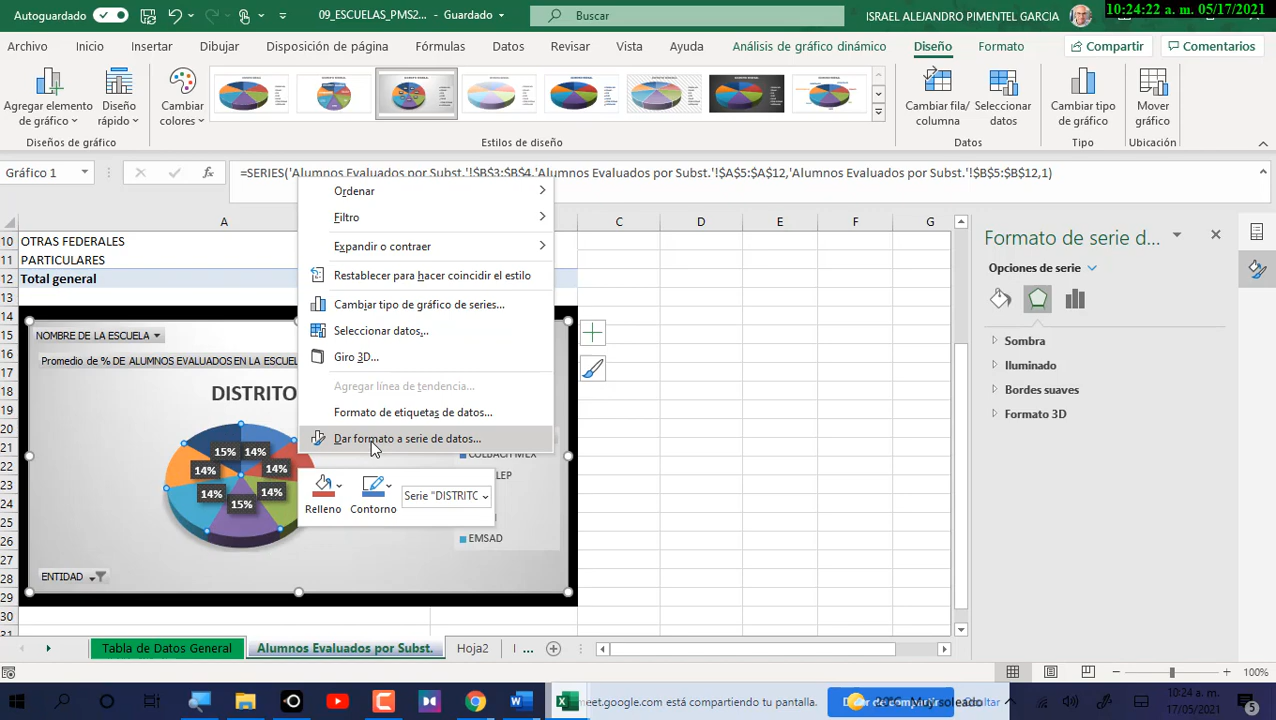 Autoguardado 09_ESCUELAS_PMS2... - Guardado Buscar ISRAEL ALEJANDRO PIMENTEL GARCIA 10:24:22 a. m. 05/17/2021
Archivo Inicio Insertar Dibujar Disposición de página Fórmulas Datos Revisar Vista Ayuda Análisis de gráfico dinámico Diseño Formato Compartir Comentarios
Agregar elemento de gráfico Diseño rápido Cambiar colores Cambiar fila/columna Seleccionar datos Cambiar tipo de gráfico Mover gráfico
Diseños de gráfico Estilos de diseño Datos Tipo Ubicación
Gráfico 1 fx =SERIES('Alumnos Evaluados por Subst.'!$B$3:$B$4,'Alumnos Evaluados por Subst.'!$A$5:$A$12,'Alumnos Evaluados por Subst.'!$B$5:$B$12,1)
A C D E F G
10 OTRAS FEDERALES
11 PARTICULARES
12 Total general
13
14
15
16
17
18
19
20
21
22
23
24
25
26
27
28
29
30
31
NOMBRE DE LA ESCUELA
Promedio de % DE ALUMNOS EVALUADOS EN LA ESCUEL
DISTRITO
15% 14%
14% 14%
14% 14%
15%
COLBACH MEX
LEP
EMSAD
ENTIDAD
Ordenar
Filtro
Expandir o contraer
Restablecer para hacer coincidir el estilo
Cambiar tipo de gráfico de series...
Seleccionar datos...
Giro 3D...
Agregar línea de tendencia...
Formato de etiquetas de datos...
Dar formato a serie de datos...
Relleno Contorno Serie "DISTRITC
Formato de serie d...
Opciones de serie
Sombra
Iluminado
Bordes suaves
Formato 3D
Tabla de Datos General Alumnos Evaluados por Subst. Hoja2 ...
100%
meet.google.com está compartiendo tu pantalla.
10:24 a. m.
17/05/2021
5